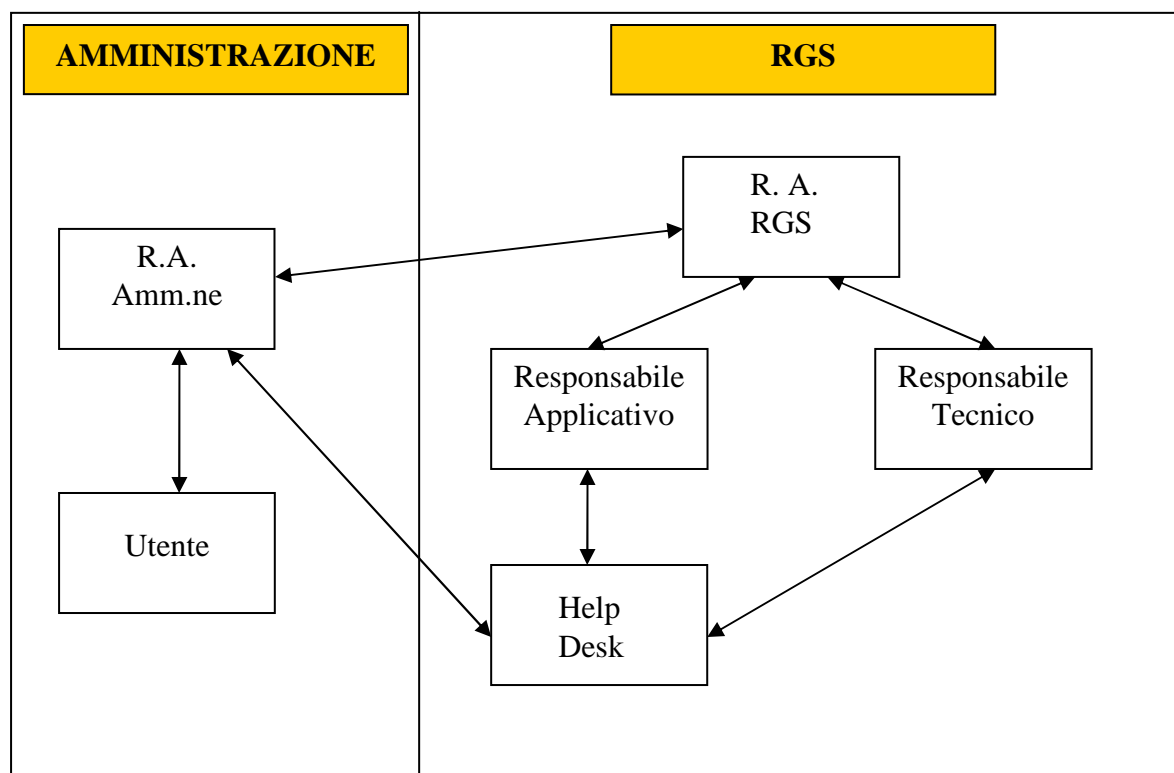 AMMINISTRAZIONE
RGS
R. A.
RGS
R.A.
Amm.ne
Responsabile
Applicativo
Responsabile
Tecnico
Utente
Help
Desk